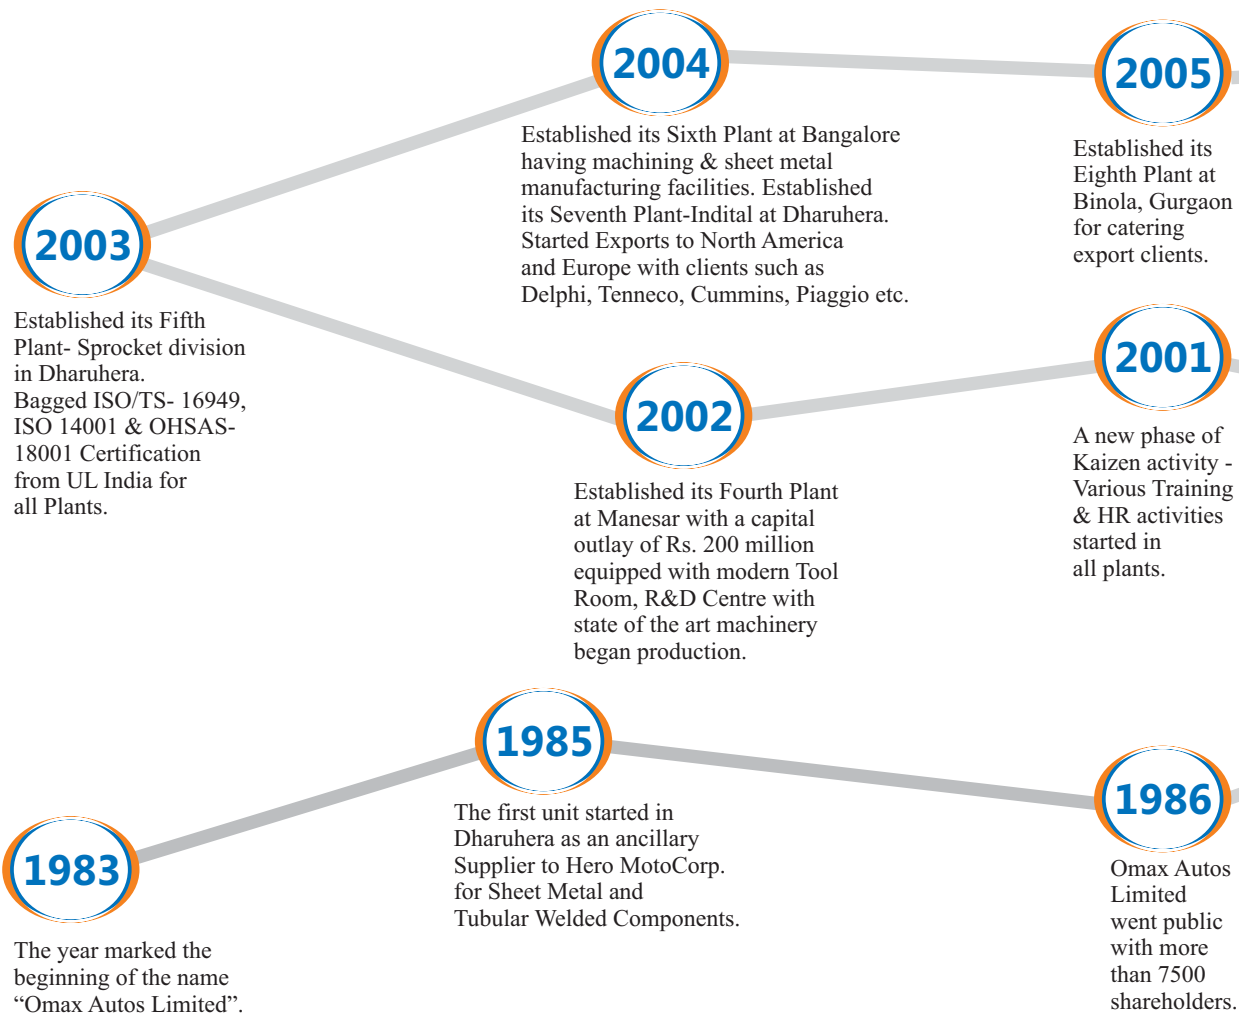 2004
Established its Sixth Plant at Bangalore
having machining & sheet metal
manufacturing facilities. Established
its Seventh Plant-Indital at Dharuhera.
Started Exports to North America
and Europe with clients such as
Delphi, Tenneco, Cummins, Piaggio etc.
2005
Established its
Eighth Plant at
Binola, Gurgaon
for catering
export clients.
2003
Established its Fifth
Plant- Sprocket division
in Dharuhera.
Bagged ISO/TS- 16949,
ISO 14001 & OHSAS-
18001 Certification
from UL India for
all Plants.
2002
Established its Fourth Plant
at Manesar with a capital
outlay of Rs. 200 million
equipped with modern Tool
Room, R&D Centre with
state of the art machinery
began production.
2001
A new phase of
Kaizen activity -
Various Training
& HR activities
started in
all plants.
1983
The year marked the
beginning of the name
“Omax Autos Limited”.
1985
The first unit started in
Dharuhera as an ancillary
Supplier to Hero MotoCorp.
for Sheet Metal and
Tubular Welded Components.
1986
Omax Autos
Limited
went public
with more
than 7500
shareholders.